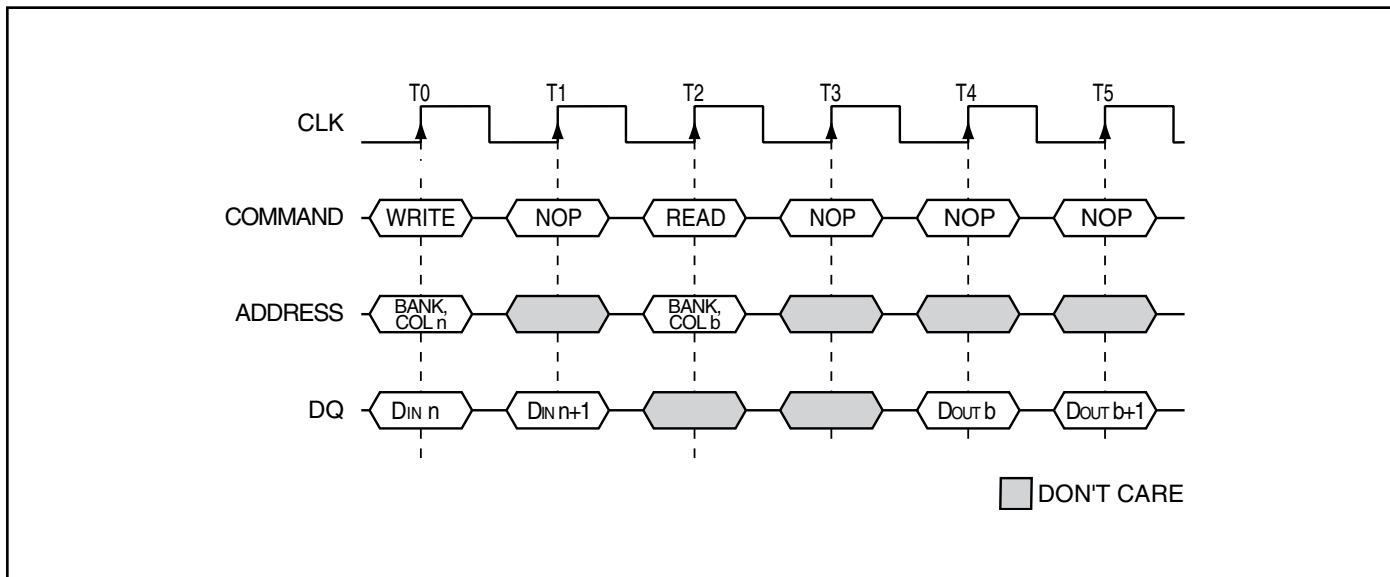 T0 T1 T2 T3 T4 T5
CLK
COMMAND WRITE NOP READ NOP NOP NOP
ADDRESS BANK, COL n BANK, COL b
DQ DIN n DIN n+1 DOUT b DOUT b+1
DON'T CARE